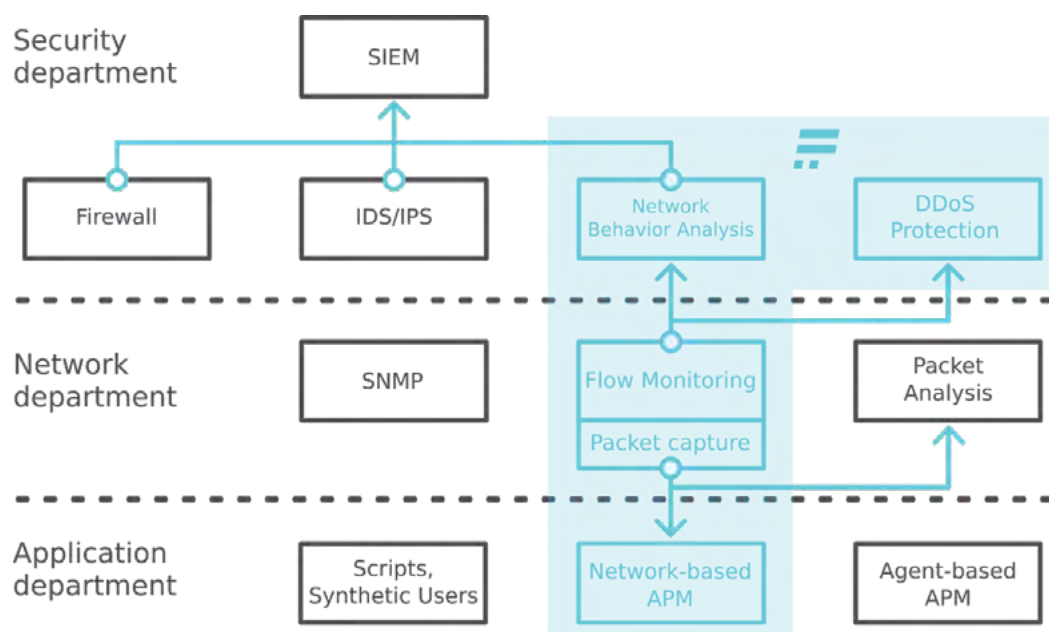 Security
department
SIEM
Firewall
IDS/IPS
Network
Behavior Analysis
DDoS
Protection
Network
department
SNMP
Flow Monitoring
Packet capture
Packet
Analysis
Application
department
Scripts,
Synthetic Users
Network-based
APM
Agent-based
APM